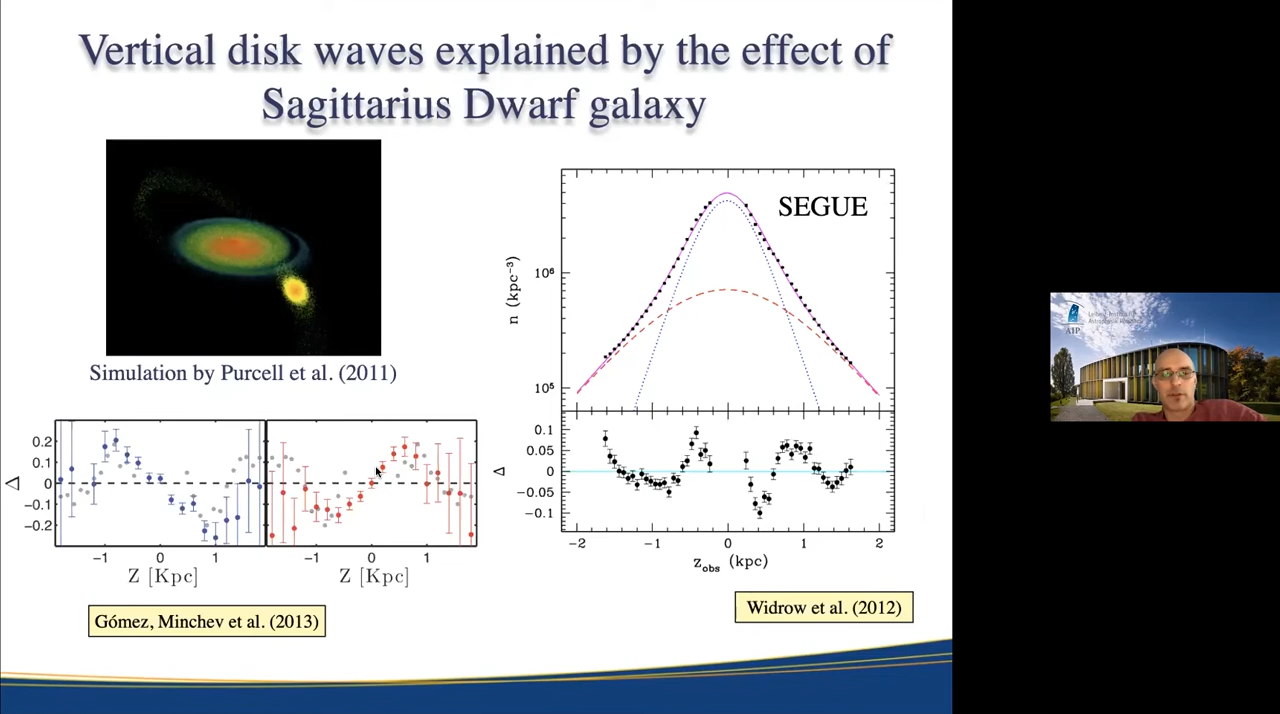 Vertical disk waves explained by the effect of
Sagittarius Dwarf galaxy
Simulation by Purcell et al. (2011)
SEGUE
n (kpc⁻³)
10⁶
10⁵
Δ
0.2
0.1
0
−0.1
−0.2
−1 0 1
Z [Kpc]
−1 0 1
Z [Kpc]
Δ
0.1
0.05
0
−0.05
−0.1
−2 −1 0 1 2
z_obs (kpc)
Gómez, Minchev et al. (2013)
Widrow et al. (2012)
AIP